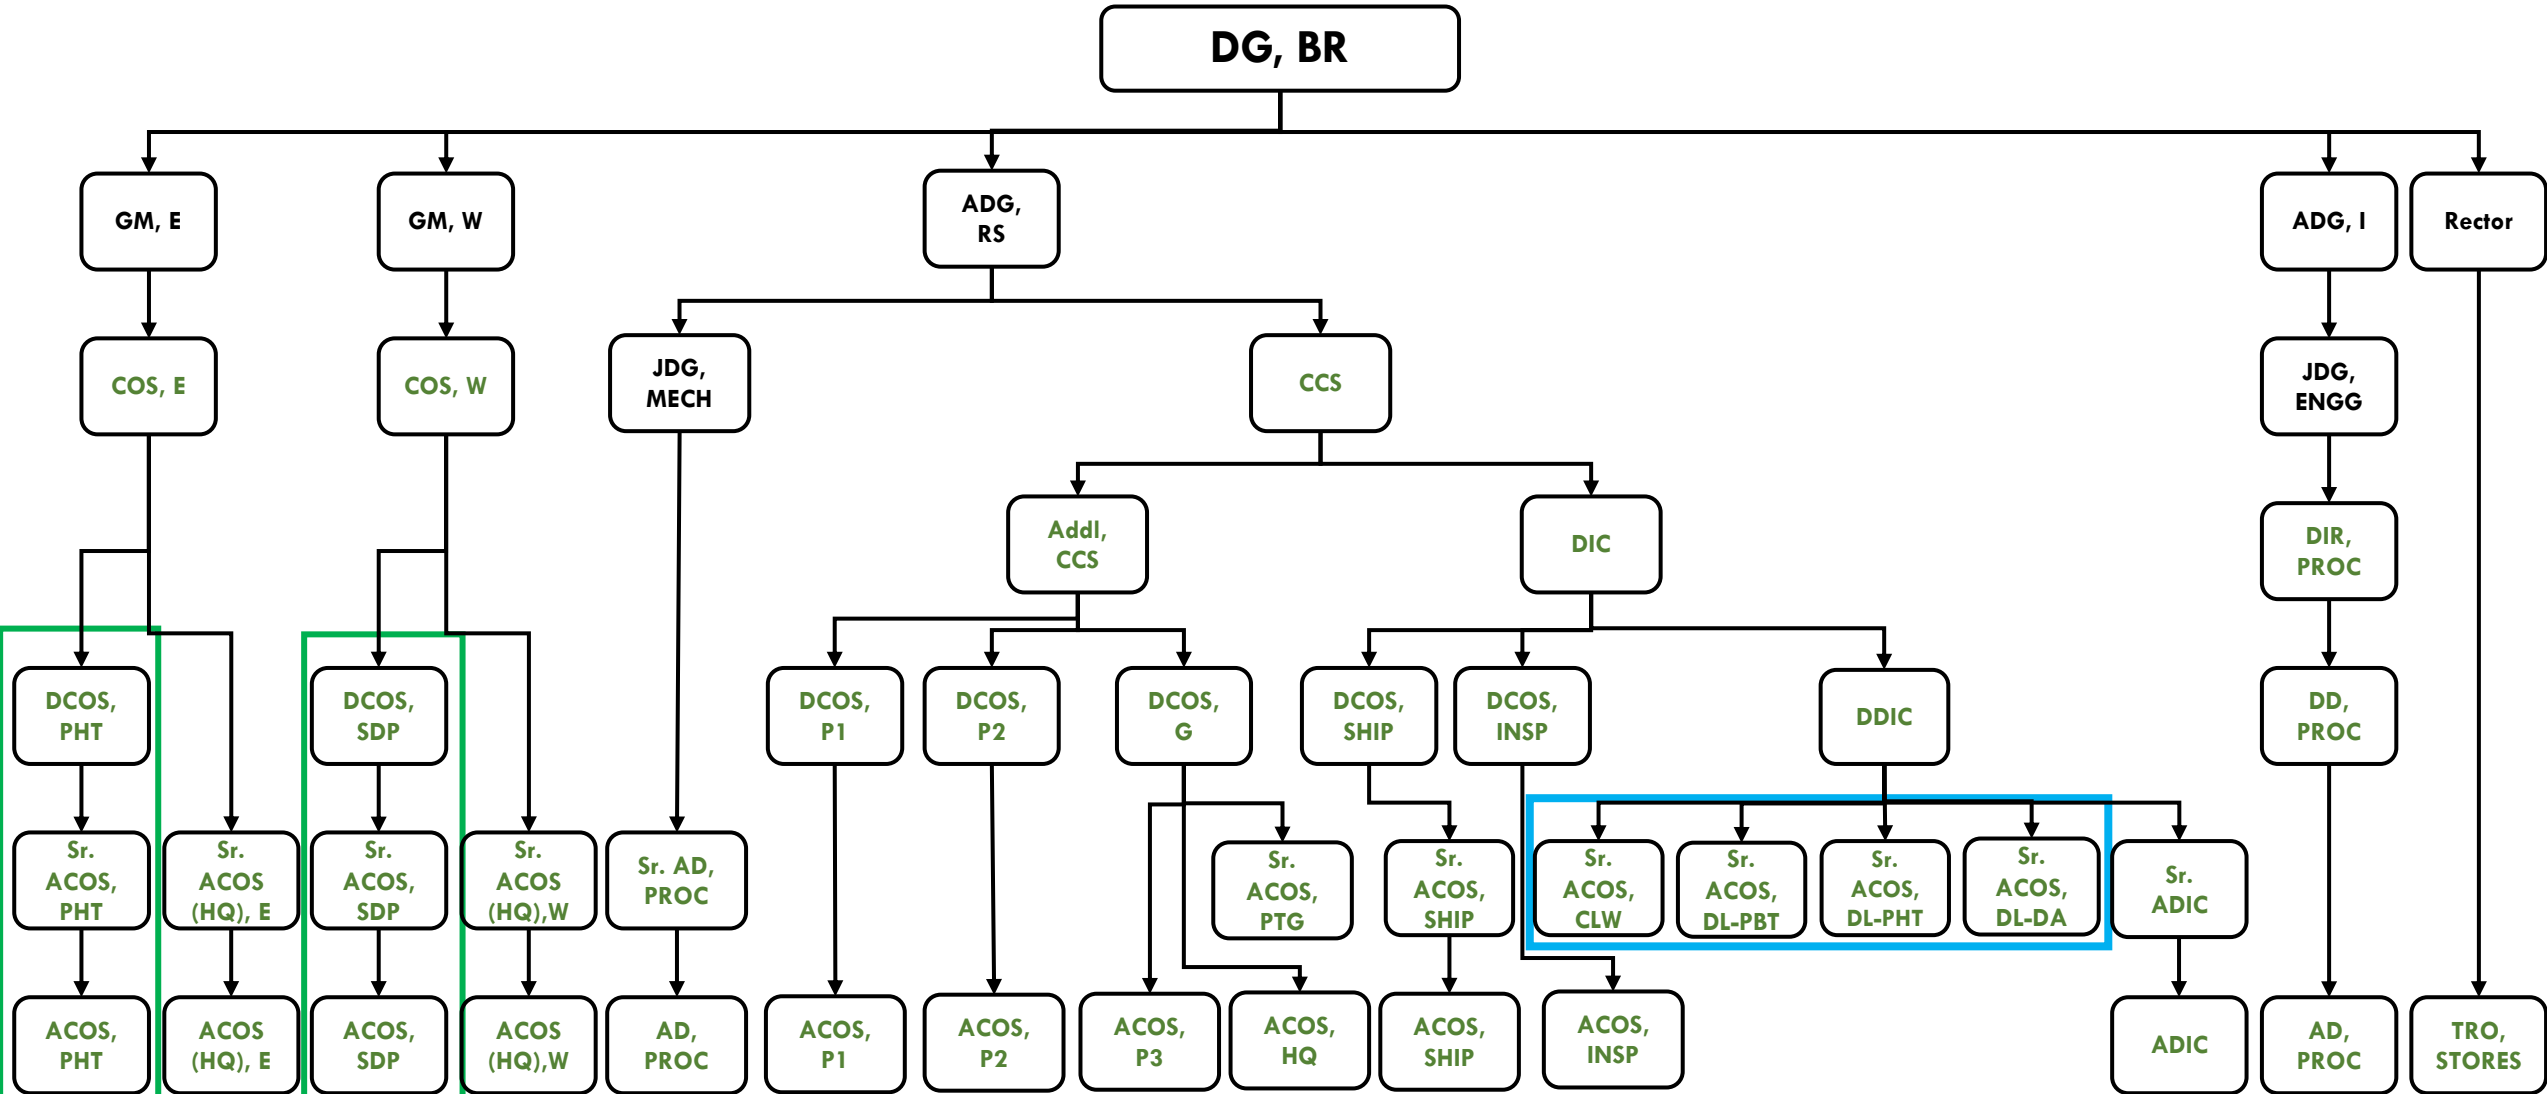 DG, BR
GM, E
GM, W
ADG,
RS
ADG, I
Rector
COS, E
COS, W
JDG,
MECH
CCS
JDG,
ENGG
Addl,
CCS
DIC
DIR,
PROC
DCOS,
PHT
DCOS,
SDP
DCOS,
P1
DCOS,
P2
DCOS,
G
DCOS,
SHIP
DCOS,
INSP
DDIC
DD,
PROC
Sr.
ACOS,
PHT
Sr.
ACOS
(HQ), E
Sr.
ACOS,
SDP
Sr.
ACOS
(HQ),W
Sr. AD,
PROC
Sr.
ACOS,
PTG
Sr.
ACOS,
SHIP
Sr.
ACOS,
CLW
Sr.
ACOS,
DL-PBT
Sr.
ACOS,
DL-PHT
Sr.
ACOS,
DL-DA
Sr.
ADIC
ACOS,
PHT
ACOS
(HQ), E
ACOS,
SDP
ACOS
(HQ),W
AD,
PROC
ACOS,
P1
ACOS,
P2
ACOS,
P3
ACOS,
HQ
ACOS,
SHIP
ACOS,
INSP
ADIC
AD,
PROC
TRO,
STORES